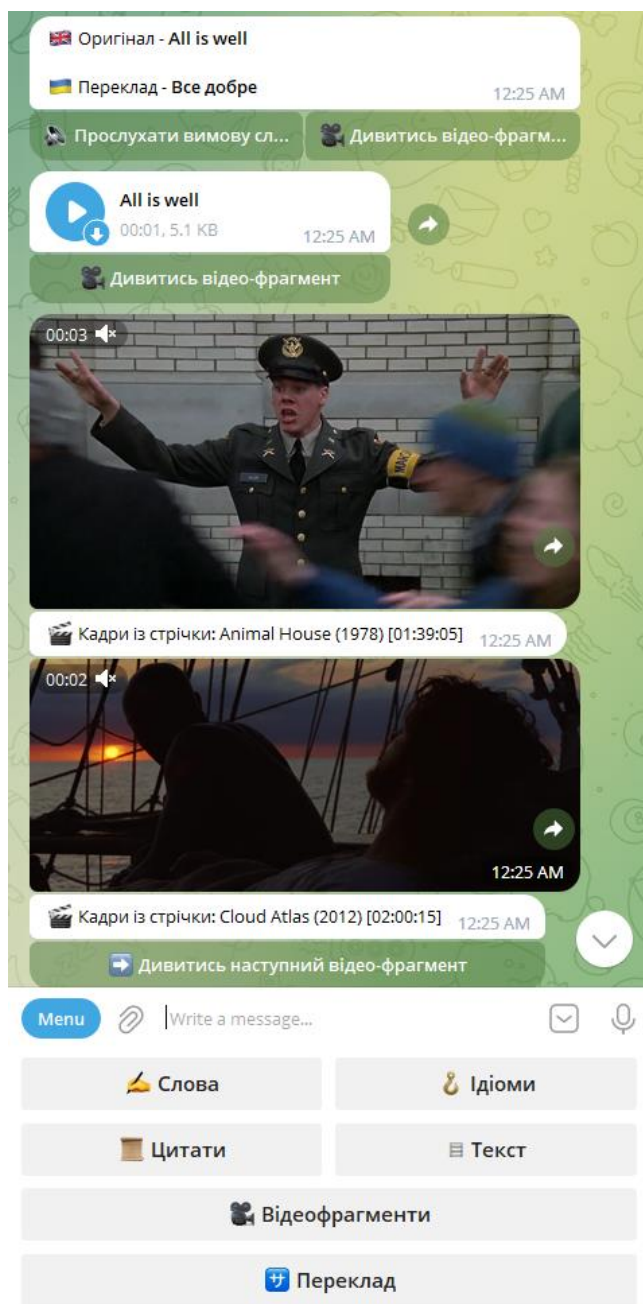 🇬🇧 Оригінал - All is well
🇺🇦 Переклад - Все добре
12:25 AM
🔊 Прослухати вимову сл...
🎥 Дивитись відео-фрагм...
All is well
00:01, 5.1 KB
12:25 AM
🎥 Дивитись відео-фрагмент
00:03
🎬 Кадри із стрічки: Animal House (1978) [01:39:05]
12:25 AM
00:02
12:25 AM
🎬 Кадри із стрічки: Cloud Atlas (2012) [02:00:15]
12:25 AM
➡️ Дивитись наступний відео-фрагмент
Menu
Write a message...
✍️ Слова
🪝 Ідіоми
📜 Цитати
Текст
🎥 Відеофрагменти
🈂️ Переклад